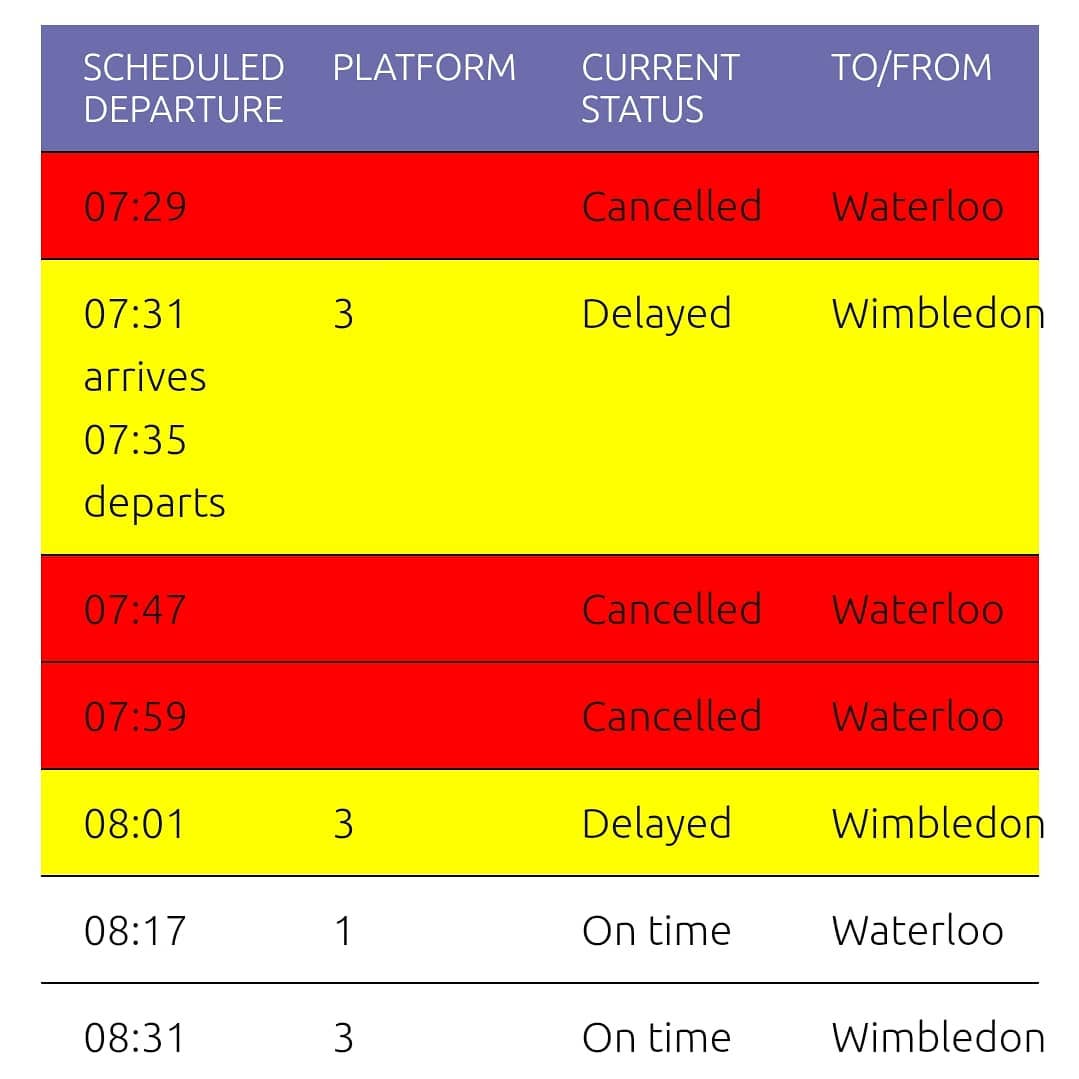 SCHEDULED DEPARTURE PLATFORM CURRENT STATUS TO/FROM
07:29 Cancelled Waterloo
07:31 3 Delayed Wimbledon
arrives
07:35
departs
07:47 Cancelled Waterloo
07:59 Cancelled Waterloo
08:01 3 Delayed Wimbledon
08:17 1 On time Waterloo
08:31 3 On time Wimbledon